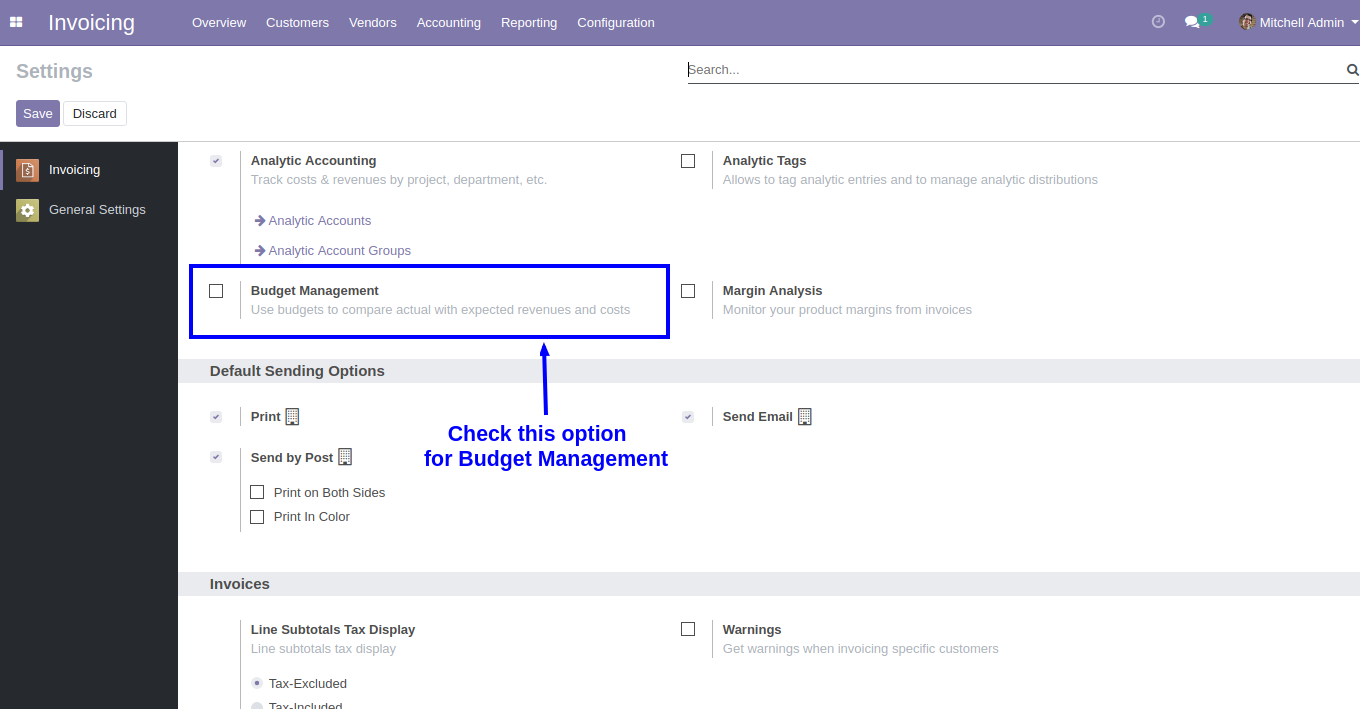 Invoicing
Overview Customers Vendors Accounting Reporting Configuration
1
Mitchell Admin
Settings
Search...
Save
Discard
Invoicing
General Settings
Analytic Accounting
Track costs & revenues by project, department, etc.
Analytic Accounts
Analytic Account Groups
Analytic Tags
Allows to tag analytic entries and to manage analytic distributions
Budget Management
Use budgets to compare actual with expected revenues and costs
Margin Analysis
Monitor your product margins from invoices
Default Sending Options
Print
Send Email
Check this option
for Budget Management
Send by Post
Print on Both Sides
Print In Color
Invoices
Line Subtotals Tax Display
Line subtotals tax display
Tax-Excluded
Tax-Included
Warnings
Get warnings when invoicing specific customers